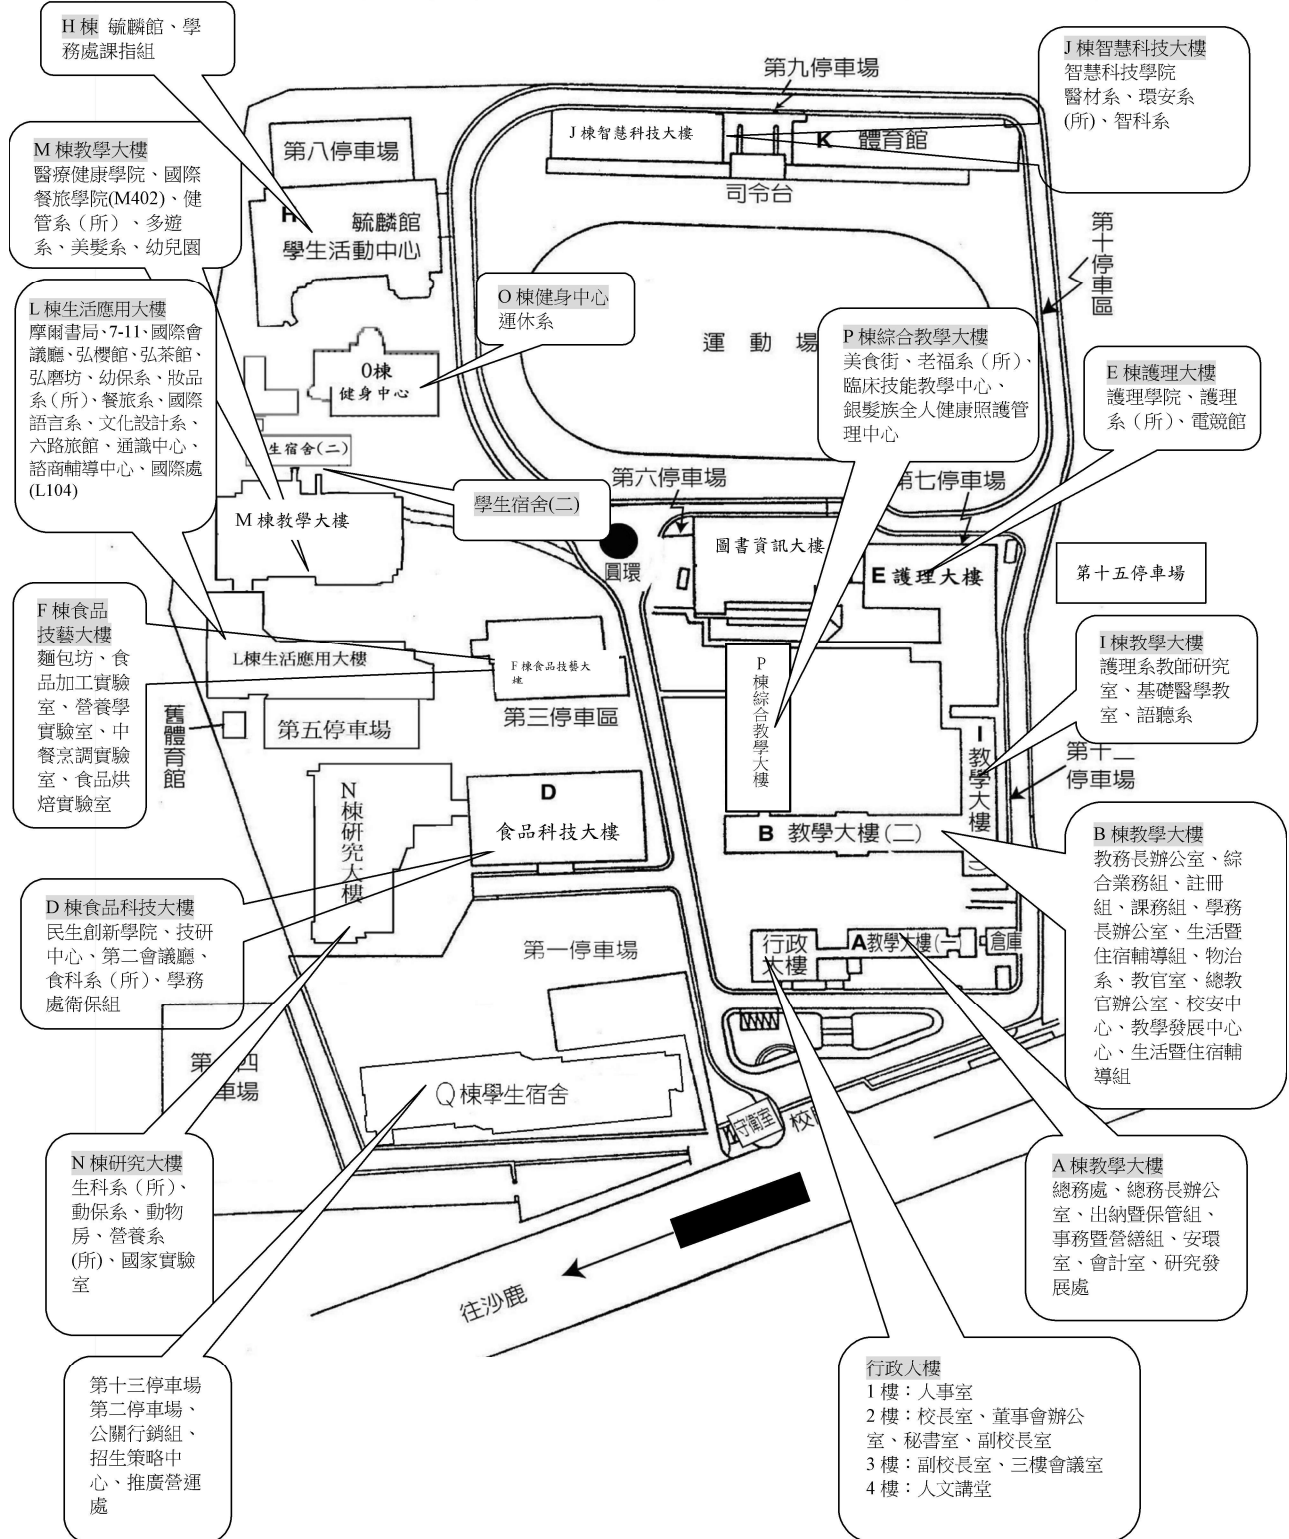 H 棟 毓麟館、學
務處課指組
J 棟智慧科技大樓
智慧科技學院
醫材系、環安系
(所)、智科系
第九停車場
J 棟智慧科技大樓
K 體育館
司令台
第八停車場
M 棟教學大樓
醫療健康學院、國際
餐旅學院(M402)、健
管系（所）、多遊
系、美髮系、幼兒園
H 毓麟館
學生活動中心
第十停車區
L 棟生活應用大樓
摩爾書局、7-11、國際會
議廳、弘櫻館、弘茶館、
弘磨坊、幼保系、妝品
系（所）、餐旅系、國際
語言系、文化設計系、
六路旅館、通識中心、
諮商輔導中心、國際處
(L104)
O 棟健身中心
運休系
O棟
健身中心
運 動 場
P 棟綜合教學大樓
美食街、老福系（所）、
臨床技能教學中心、
銀髮族全人健康照護管
理中心
E 棟護理大樓
護理學院、護理
系（所）、電競館
生宿舍(二)
學生宿舍(二)
第六停車場
第七停車場
M 棟教學大樓
圓環
圖書資訊大樓
E 護理大樓
第十五停車場
F 棟食品
技藝大樓
麵包坊、食
品加工實驗
室、營養學
實驗室、中
餐烹調實驗
室、食品烘
焙實驗室
L棟生活應用大樓
F 棟食品技藝大
樓
第三停車區
P棟綜合教學大樓
I 棟教學大樓
護理系教師研究
室、基礎醫學教
室、語聽系
舊體育館
第五停車場
I 教學大樓
第十二
停車場
N棟研究大樓
D
食品科技大樓
B 教學大樓(二)
B 棟教學大樓
教務長辦公室、綜
合業務組、註冊
組、課務組、學務
長辦公室、生活暨
住宿輔導組、物治
系、教官室、總教
官辦公室、校安中
心、教學發展中心
心、生活暨住宿輔
導組
D 棟食品科技大樓
民生創新學院、技研
中心、第二會議廳、
食科系（所）、學務
處衛保組
第一停車場
行政
大樓
A教學大樓(一)
倉庫
第 四
車場
Q棟學生宿舍
守衛室
校
N 棟研究大樓
生科系（所）、
動保系、動物
房、營養系
(所)、國家實驗
室
A 棟教學大樓
總務處、總務長辦公
室、出納暨保管組、
事務暨營繕組、安環
室、會計室、研究發
展處
往沙鹿
第十三停車場
第二停車場、
公關行銷組、
招生策略中
心、推廣營運
處
行政人樓
1 樓：人事室
2 樓：校長室、董事會辦公
室、秘書室、副校長室
3 樓：副校長室、三樓會議室
4 樓：人文講堂